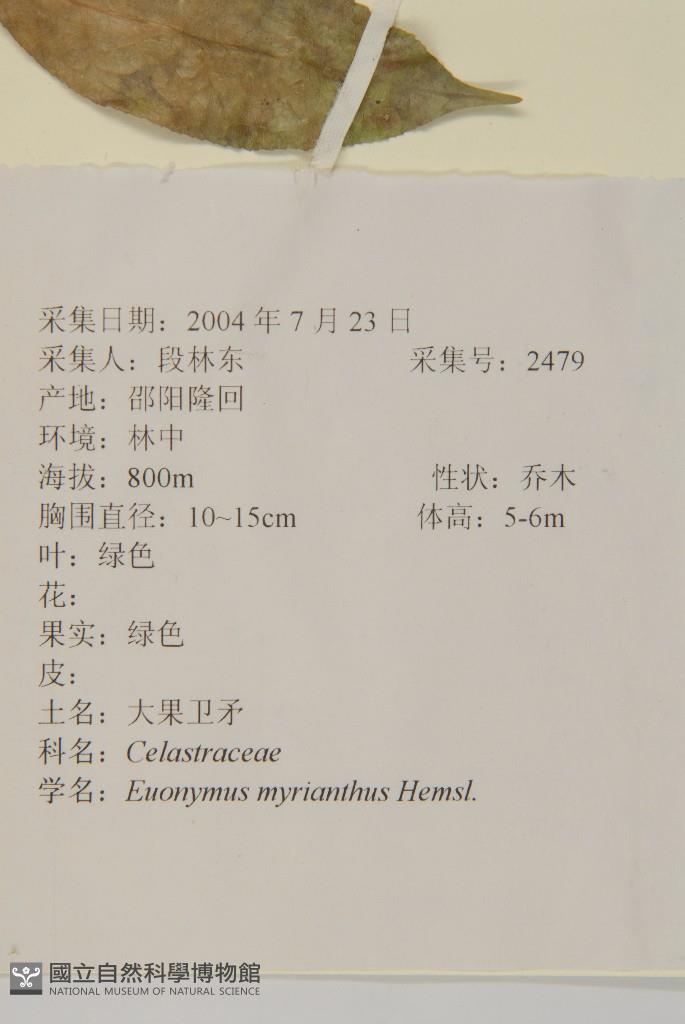 采集日期：2004 年 7 月 23 日
采集人：段林东 采集号：2479
产地：邵阳隆回
环境：林中
海拔：800m 性状：乔木
胸围直径：10~15cm 体高：5-6m
叶：绿色
花：
果实：绿色
皮：
土名：大果卫矛
科名：Celastraceae
学名：Euonymus myrianthus Hemsl.
國立自然科學博物館
NATIONAL MUSEUM OF NATURAL SCIENCE